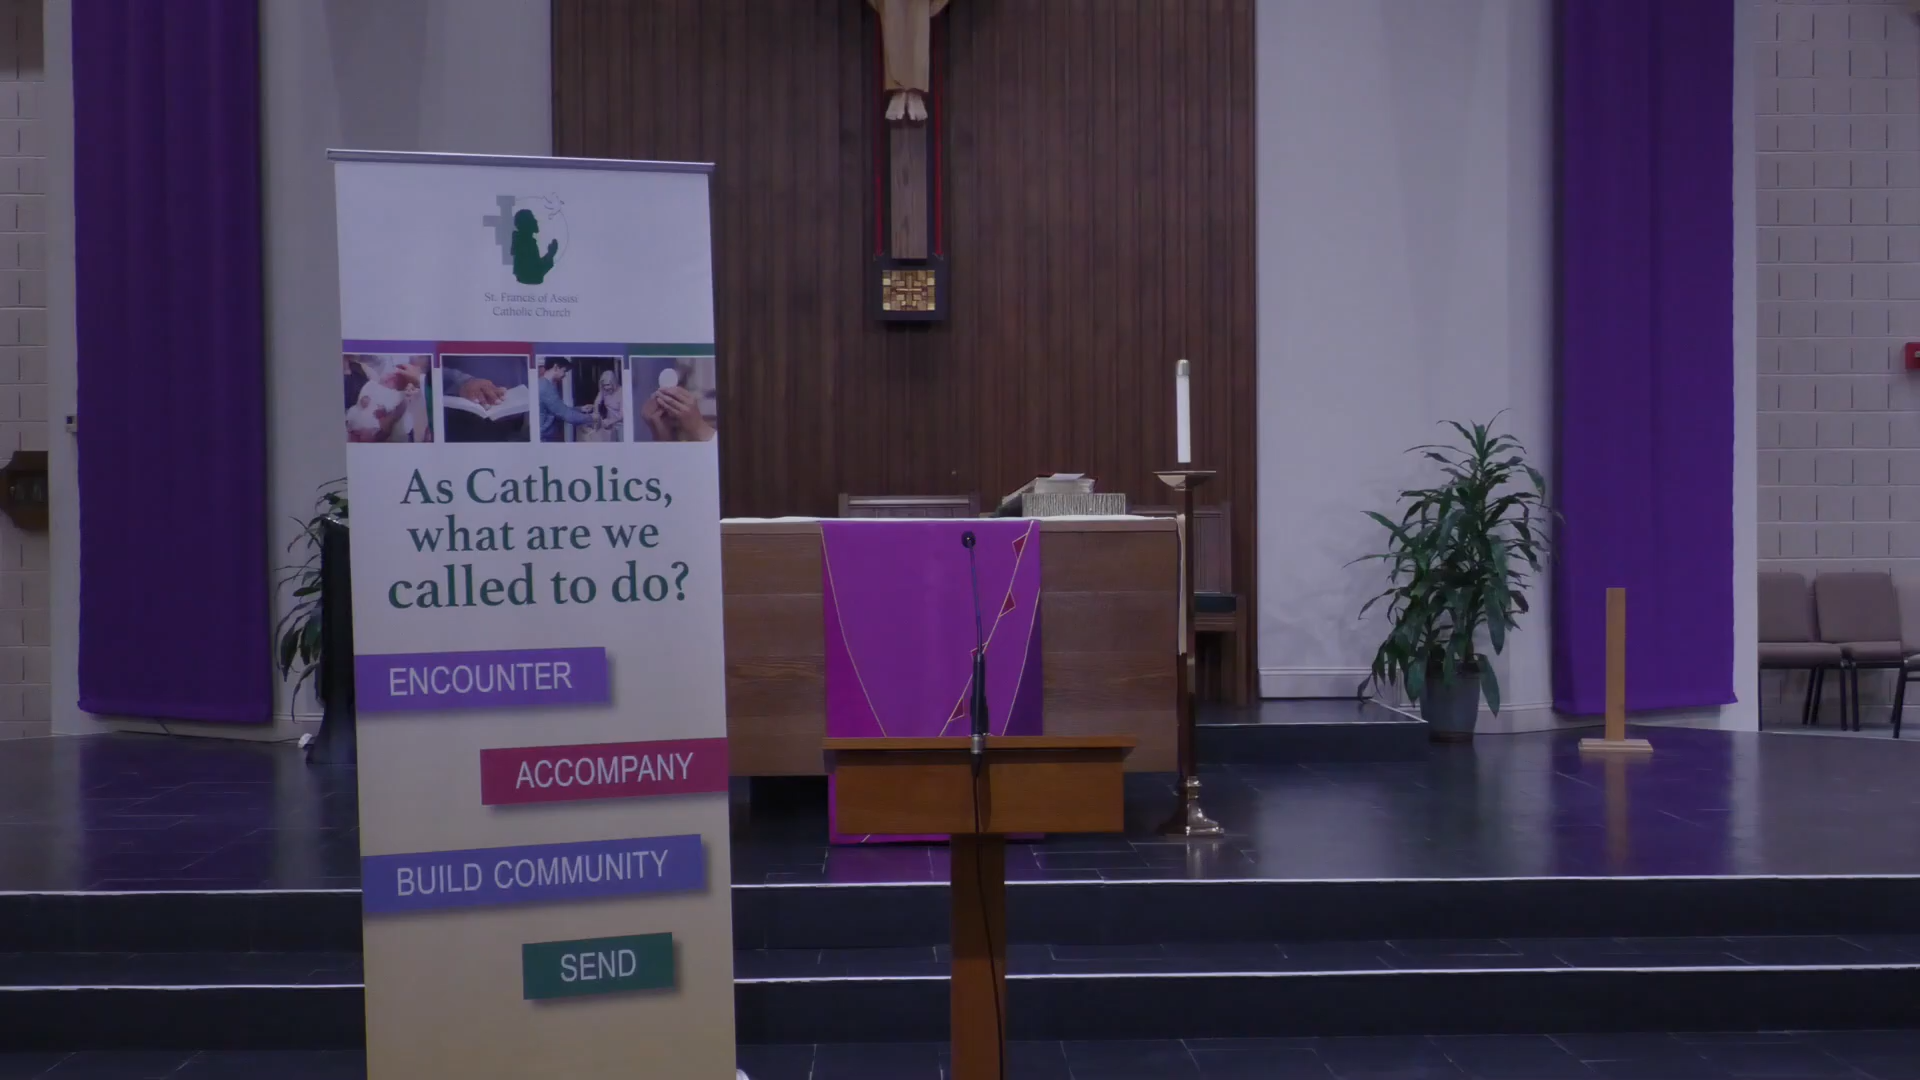 St. Francis of Assisi
Catholic Church
As Catholics,
what are we
called to do?
ENCOUNTER
ACCOMPANY
BUILD COMMUNITY
SEND